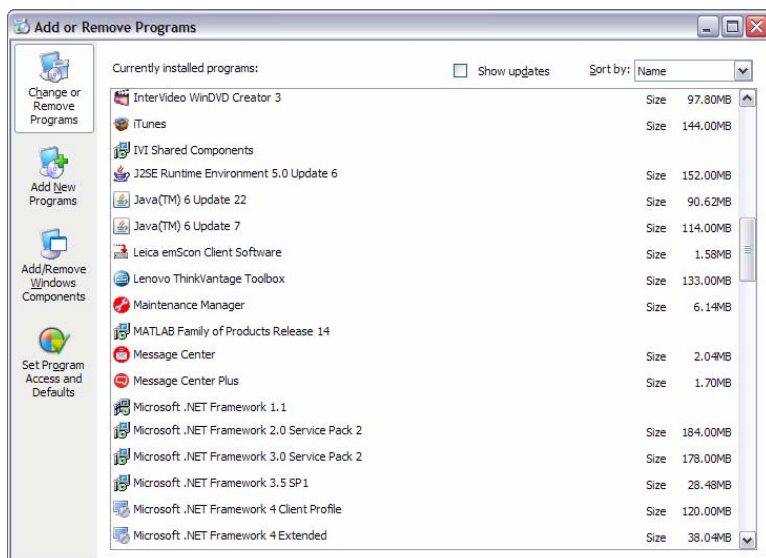 Add or Remove Programs
Change or
Remove
Programs
Add New
Programs
Add/Remove
Windows
Components
Set Program
Access and
Defaults
Currently installed programs: Show updates Sort by: Name
InterVideo WinDVD Creator 3 Size 97.80MB
iTunes Size 144.00MB
IVI Shared Components
J2SE Runtime Environment 5.0 Update 6 Size 152.00MB
Java(TM) 6 Update 22 Size 90.62MB
Java(TM) 6 Update 7 Size 114.00MB
Leica emScon Client Software Size 1.58MB
Lenovo ThinkVantage Toolbox Size 133.00MB
Maintenance Manager Size 6.14MB
MATLAB Family of Products Release 14
Message Center Size 2.04MB
Message Center Plus Size 1.70MB
Microsoft .NET Framework 1.1
Microsoft .NET Framework 2.0 Service Pack 2 Size 184.00MB
Microsoft .NET Framework 3.0 Service Pack 2 Size 178.00MB
Microsoft .NET Framework 3.5 SP1 Size 28.48MB
Microsoft .NET Framework 4 Client Profile Size 120.00MB
Microsoft .NET Framework 4 Extended Size 38.04MB